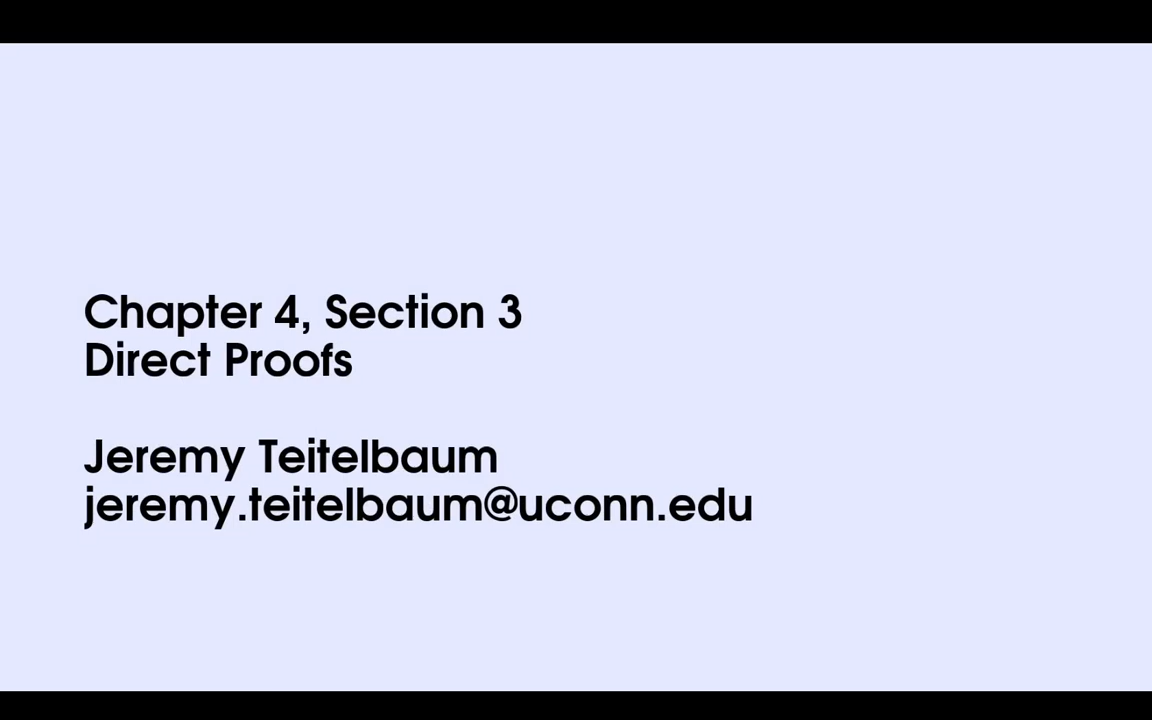 Chapter 4, Section 3
Direct Proofs
Jeremy Teitelbaum
jeremy.teitelbaum@uconn.edu